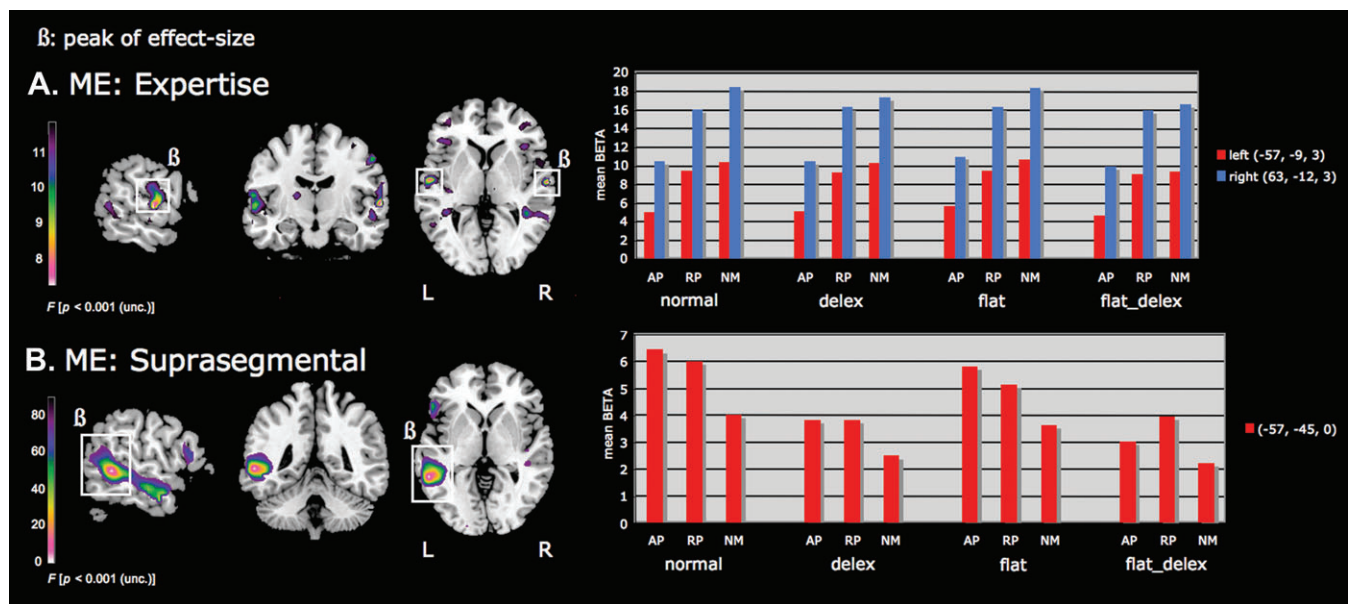 ß: peak of effect-size
A. ME: Expertise
ß
ß
11
10
9
8
F [p < 0.001 (unc.)]
L R
mean BETA
20
18
16
14
12
10
8
6
4
2
0
AP RP NM AP RP NM AP RP NM AP RP NM
normal delex flat flat_delex
left (-57, -9, 3)
right (63, -12, 3)
B. ME: Suprasegmental
ß
ß
80
60
40
20
0
F [p < 0.001 (unc.)]
L R
mean BETA
7
6
5
4
3
2
1
0
AP RP NM AP RP NM AP RP NM AP RP NM
normal delex flat flat_delex
(-57, -45, 0)